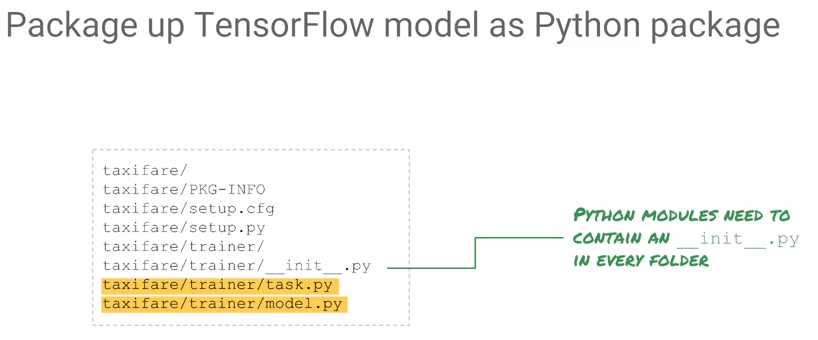 Package up TensorFlow model as Python package
taxifare/
taxifare/PKG-INFO
taxifare/setup.cfg
taxifare/setup.py
taxifare/trainer/
taxifare/trainer/__init__.py
taxifare/trainer/task.py
taxifare/trainer/model.py
PYTHON MODULES NEED TO
CONTAIN AN __init__.py
IN EVERY FOLDER